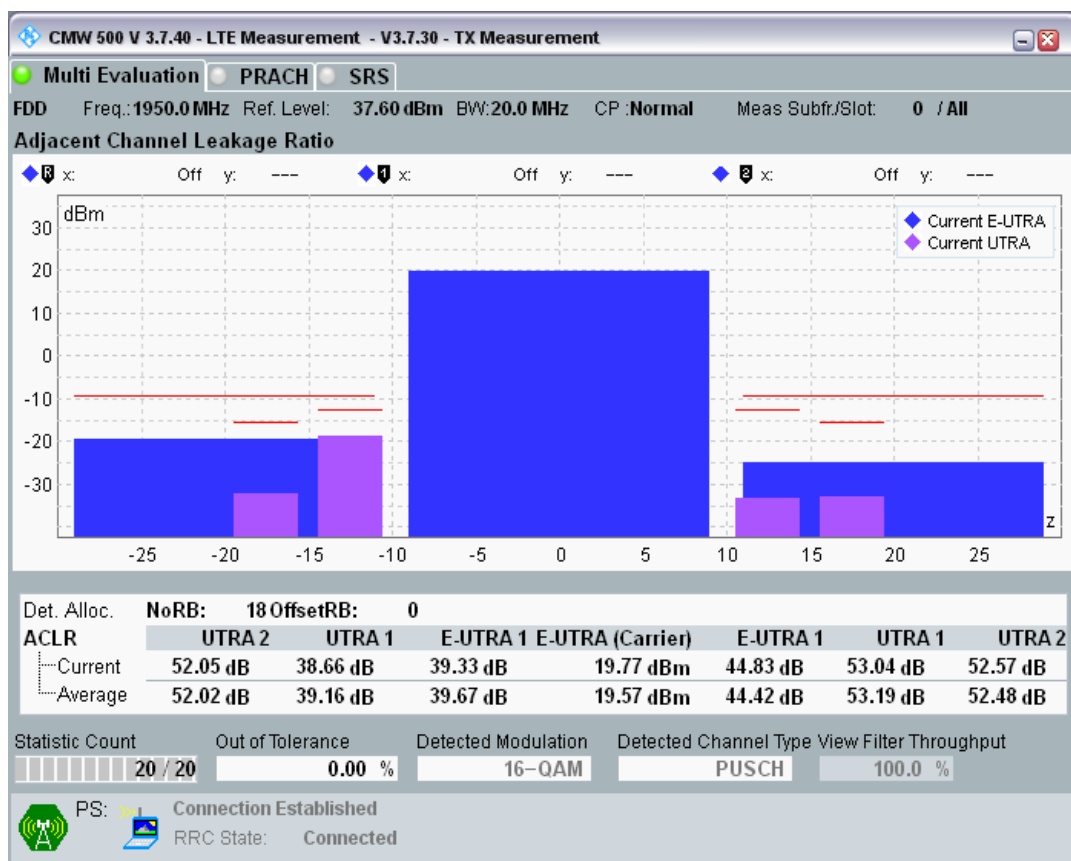 CMW 500 V 3.7.40 - LTE Measurement - V3.7.30 - TX Measurement
Multi Evaluation PRACH SRS
FDD Freq.: 1950.0 MHz Ref. Level: 37.60 dBm BW: 20.0 MHz CP : Normal Meas Subfr./Slot: 0 / All
Adjacent Channel Leakage Ratio
R x: Off y: --- 1 x: Off y: --- 2 x: Off y: ---
dBm
Current E-UTRA
Current UTRA
30
20
10
0
-10
-20
-30
z
-25 -20 -15 -10 -5 0 5 10 15 20 25
Det. Alloc. NoRB: 18 OffsetRB: 0
ACLR UTRA 2 UTRA 1 E-UTRA 1 E-UTRA (Carrier) E-UTRA 1 UTRA 1 UTRA 2
Current 52.05 dB 38.66 dB 39.33 dB 19.77 dBm 44.83 dB 53.04 dB 52.57 dB
Average 52.02 dB 39.16 dB 39.67 dB 19.57 dBm 44.42 dB 53.19 dB 52.48 dB
Statistic Count Out of Tolerance Detected Modulation Detected Channel Type View Filter Throughput
20 / 20 0.00 % 16-QAM PUSCH 100.0 %
PS: Connection Established
RRC State: Connected